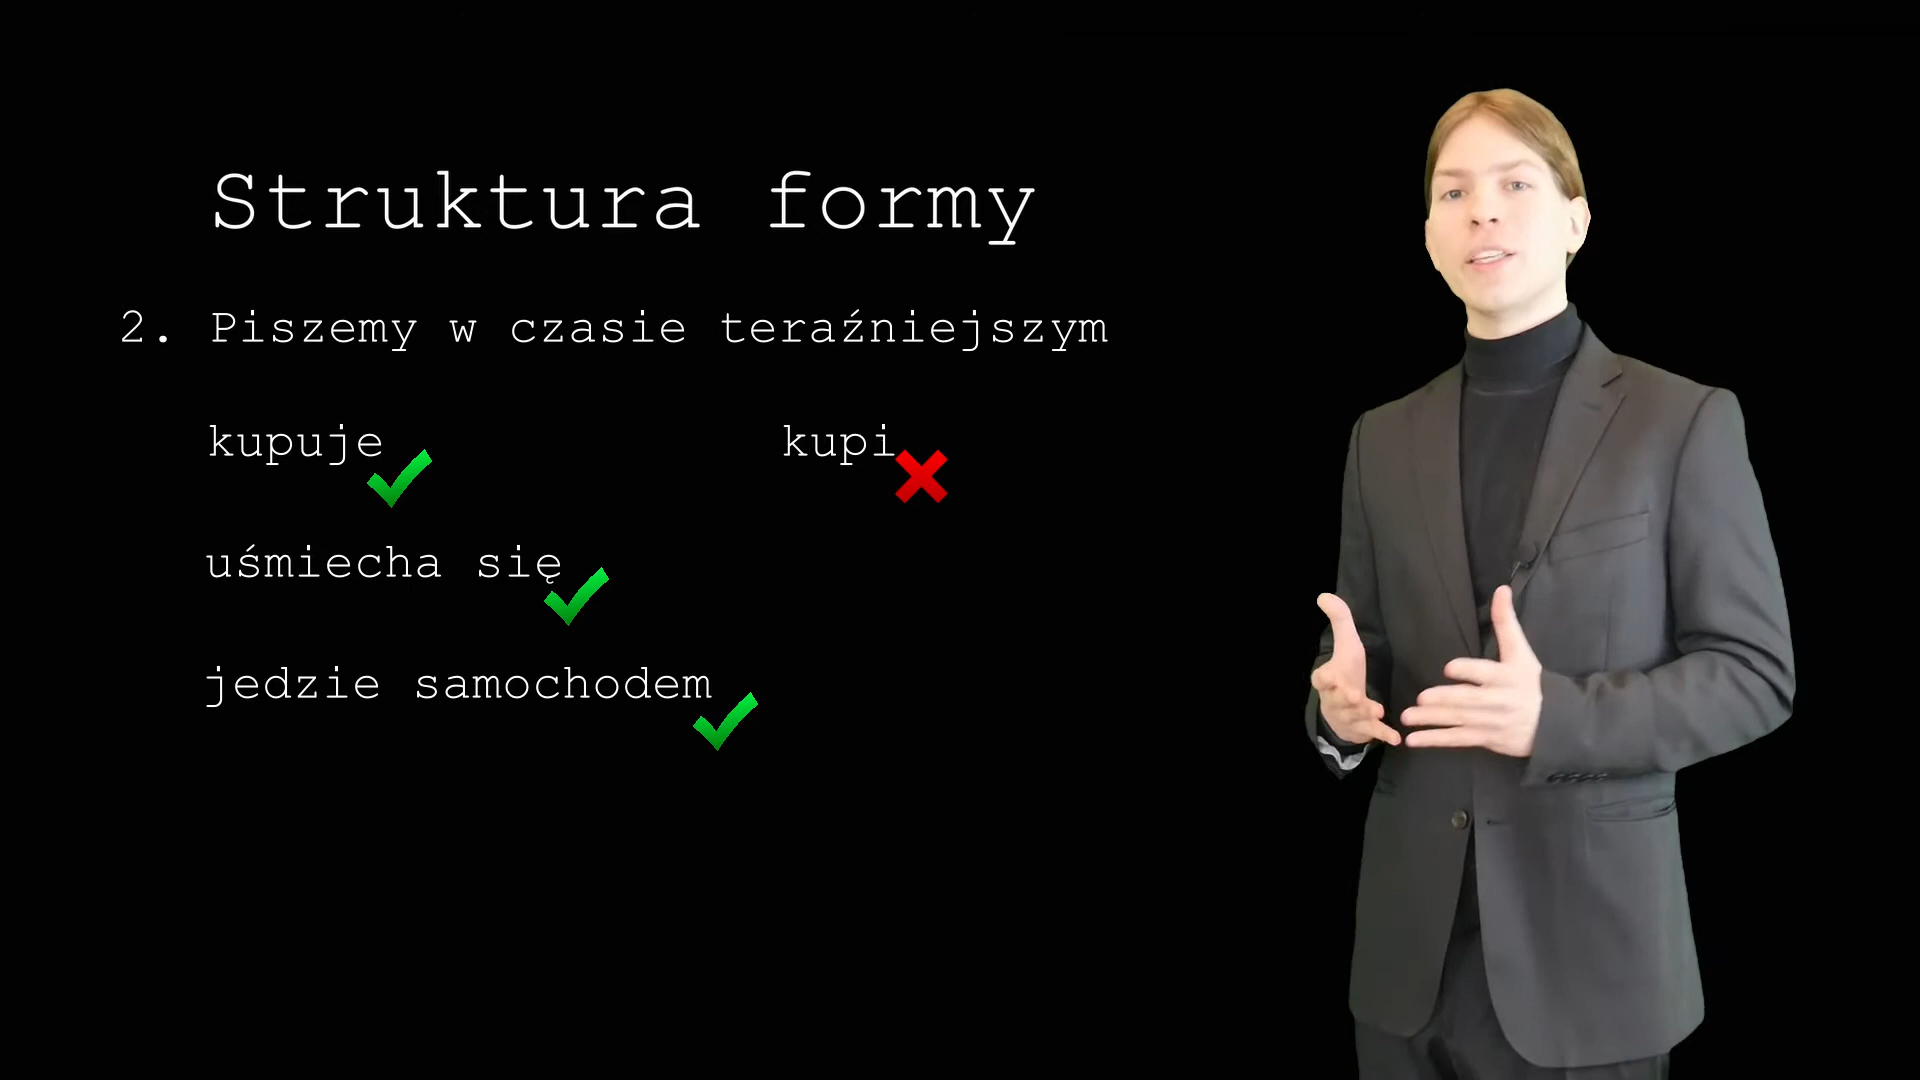 Struktura formy
2. Piszemy w czasie teraźniejszym
kupuje kupi
uśmiecha się
jedzie samochodem